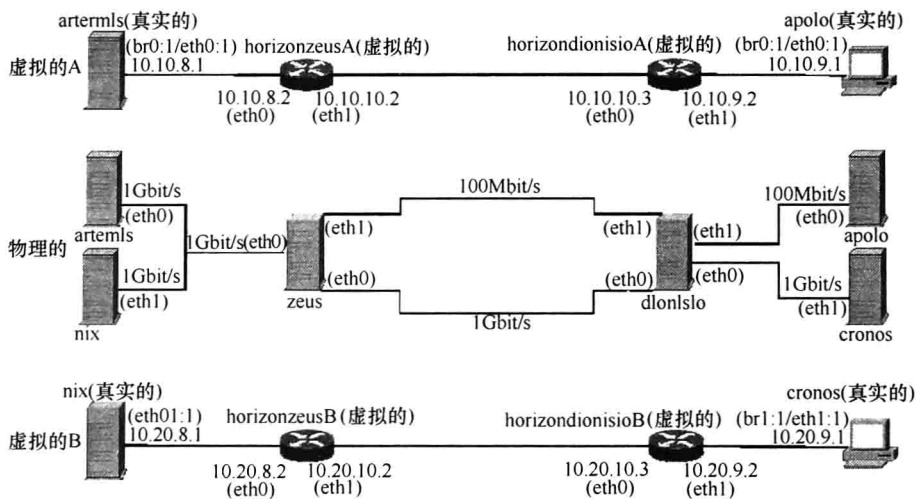 artermls(真实的)
apolo(真实的)
虚拟的A
(br0:1/eth0:1)
10.10.8.1
horizonzeusA(虚拟的)
horizondionisioA(虚拟的)
(br0:1/eth0:1)
10.10.9.1
10.10.8.2
(eth0)
10.10.10.2
(eth1)
10.10.10.3
(eth0)
10.10.9.2
(eth1)
物理的
1Gbit/s
(eth0)
artemls
1Gbit/s(eth0)
1Gbit/s
(eth1)
nix
100Mbit/s
(eth1)
(eth0)
zeus
1Gbit/s
(eth1)
(eth0)
dlonlslo
(eth1)
(eth0)
100Mbit/s
(eth0)
apolo
1Gbit/s
(eth1)
cronos
nix(真实的)
cronos(真实的)
虚拟的B
(eth01:1)
10.20.8.1
horizonzeusB(虚拟的)
horizondionisioB(虚拟的)
(br1:1/eth1:1)
10.20.9.1
10.20.8.2
(eth0)
10.20.10.2
(eth1)
10.20.10.3
(eth0)
10.20.9.2
(eth1)